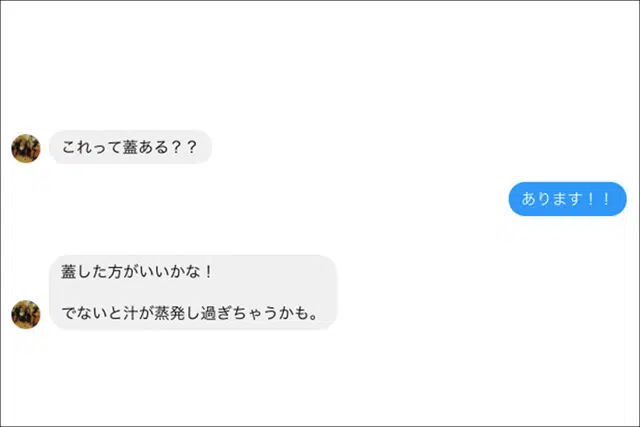 これって蓋ある？？
あります！！
蓋した方がいいかな！
でないと汁が蒸発し過ぎちゃうかも。